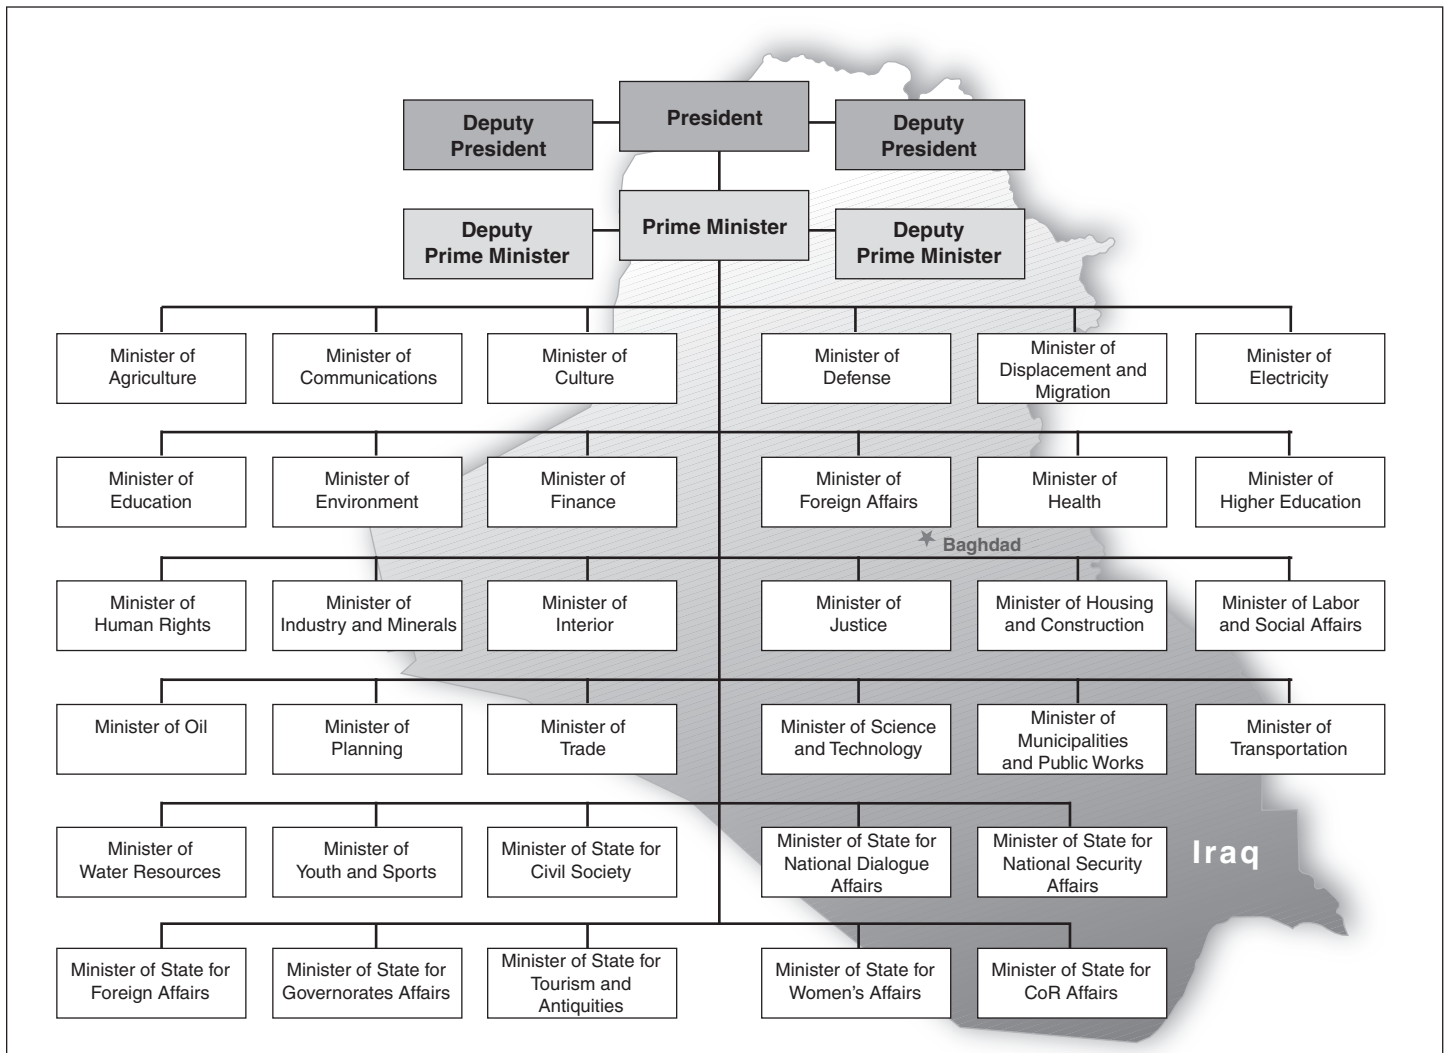 Deputy
President
President
Deputy
President
Deputy
Prime Minister
Prime Minister
Deputy
Prime Minister
Minister of
Agriculture
Minister of
Communications
Minister of
Culture
Minister of
Defense
Minister of
Displacement and
Migration
Minister of
Electricity
Minister of
Education
Minister of
Environment
Minister of
Finance
Minister of
Foreign Affairs
Minister of
Health
Minister of
Higher Education
Baghdad
Minister of
Human Rights
Minister of
Industry and Minerals
Minister of
Interior
Minister of
Justice
Minister of Housing
and Construction
Minister of Labor
and Social Affairs
Minister of Oil
Minister of
Planning
Minister of
Trade
Minister of Science
and Technology
Minister of
Municipalities
and Public Works
Minister of
Transportation
Minister of
Water Resources
Minister of
Youth and Sports
Minister of State for
Civil Society
Minister of State for
National Dialogue
Affairs
Minister of State for
National Security
Affairs
Iraq
Minister of State for
Foreign Affairs
Minister of State for
Governorates Affairs
Minister of State for
Tourism and
Antiquities
Minister of State for
Women's Affairs
Minister of State for
CoR Affairs